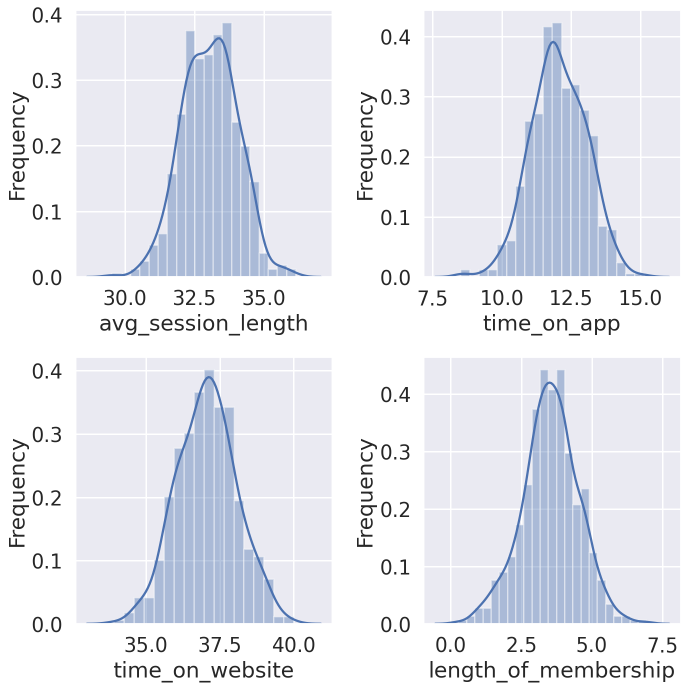 0.4
0.3
0.2
0.1
0.0
Frequency
30.0 32.5 35.0
avg_session_length
0.4
0.3
0.2
0.1
0.0
Frequency
7.5 10.0 12.5 15.0
time_on_app
0.4
0.3
0.2
0.1
0.0
Frequency
35.0 37.5 40.0
time_on_website
0.4
0.3
0.2
0.1
0.0
Frequency
0.0 2.5 5.0 7.5
length_of_membership